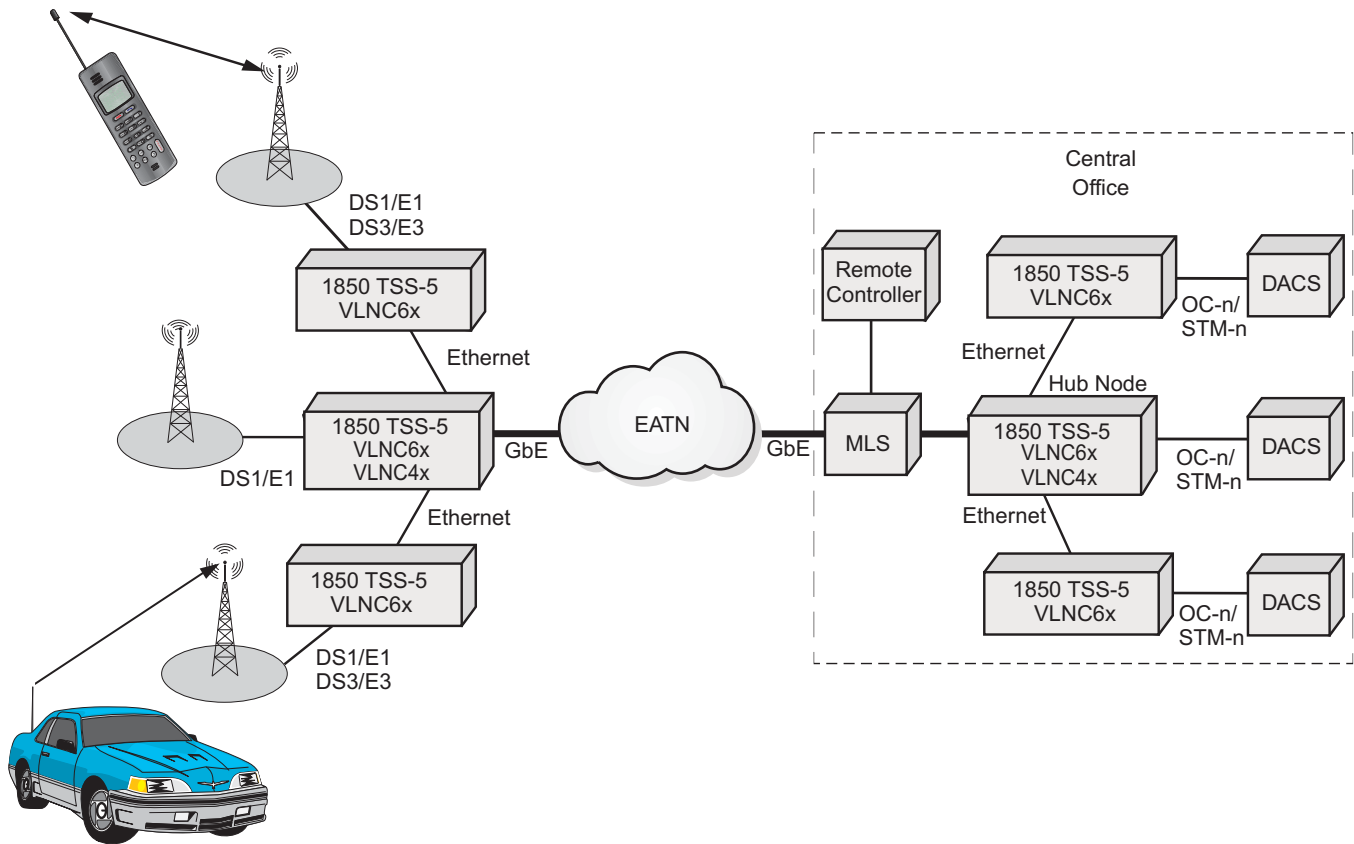 DS1/E1
DS3/E3
1850 TSS-5
VLNC6x
Ethernet
1850 TSS-5
VLNC6x
VLNC4x
DS1/E1
GbE
Ethernet
1850 TSS-5
VLNC6x
DS1/E1
DS3/E3
EATN
GbE
Central
Office
Remote
Controller
MLS
1850 TSS-5
VLNC6x
OC-n/
STM-n
DACS
Ethernet
Hub Node
1850 TSS-5
VLNC6x
VLNC4x
OC-n/
STM-n
DACS
Ethernet
1850 TSS-5
VLNC6x
OC-n/
STM-n
DACS